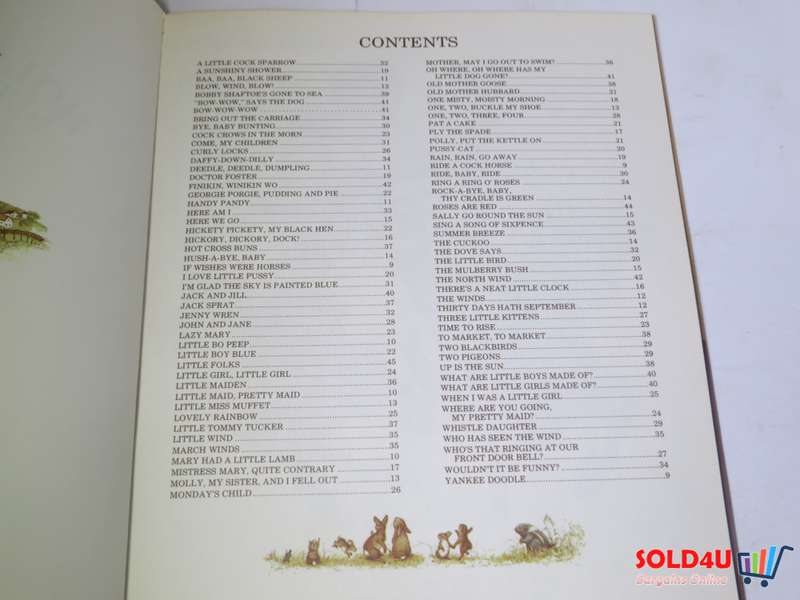 CONTENTS
A LITTLE COCK SPARROW 32
A SUNSHINY SHOWER 19
BAA, BAA, BLACK SHEEP 11
BLOW, WIND, BLOW! 12
BOBBY SHAFTOE'S GONE TO SEA 39
"BOW-WOW," SAYS THE DOG 41
BOW-WOW-WOW 41
BRING OUT THE CARRIAGE 34
BYE, BABY BUNTING 30
COCK CROWS IN THE MORN 23
COME, MY CHILDREN 31
CURLY LOCKS 26
DAFFY-DOWN-DILLY 34
DEEDLE, DEEDLE, DUMPLING 11
DOCTOR FOSTER 19
FINIKIN, WINIKIN WO 42
GEORGIE PORGIE, PUDDING AND PIE 22
HANDY PANDY 11
HERE AM I 33
HERE WE GO 15
HICKETY PICKETY, MY BLACK HEN 22
HICKORY, DICKORY, DOCK! 16
HOT CROSS BUNS 37
HUSH-A-BYE, BABY 14
IF WISHES WERE HORSES 9
I LOVE LITTLE PUSSY 20
I'M GLAD THE SKY IS PAINTED BLUE 31
JACK AND JILL 40
JACK SPRAT 37
JENNY WREN 32
JOHN AND JANE 28
LAZY MARY 23
LITTLE BO PEEP 10
LITTLE BOY BLUE 22
LITTLE FOLKS 45
LITTLE GIRL, LITTLE GIRL 24
LITTLE MAIDEN 36
LITTLE MAID, PRETTY MAID 10
LITTLE MISS MUFFET 13
LOVELY RAINBOW 25
LITTLE TOMMY TUCKER 37
LITTLE WIND 35
MARCH WINDS 35
MARY HAD A LITTLE LAMB 10
MISTRESS MARY, QUITE CONTRARY 17
MOLLY, MY SISTER, AND I FELL OUT 13
MONDAY'S CHILD 26
MOTHER, MAY I GO OUT TO SWIM? 36
OH WHERE, OH WHERE HAS MY
LITTLE DOG GONE? 41
OLD MOTHER GOOSE 38
OLD MOTHER HUBBARD 21
ONE MISTY, MOISTY MORNING 18
ONE, TWO, BUCKLE MY SHOE 12
ONE, TWO, THREE, FOUR 28
PAT A CAKE 21
PLY THE SPADE 17
POLLY, PUT THE KETTLE ON 21
PUSSY-CAT 20
RAIN, RAIN, GO AWAY 19
RIDE A COCK HORSE 9
RIDE, BABY, RIDE 30
RING A RING O' ROSES 24
ROCK-A-BYE, BABY,
THY CRADLE IS GREEN 14
ROSES ARE RED 44
SALLY GO ROUND THE SUN 15
SING A SONG OF SIXPENCE 43
SUMMER BREEZE 36
THE CUCKOO 14
THE DOVE SAYS 32
THE LITTLE BIRD 20
THE MULBERRY BUSH 15
THE NORTH WIND 42
THERE'S A NEAT LITTLE CLOCK 16
THE WINDS 12
THIRTY DAYS HATH SEPTEMBER 12
THREE LITTLE KITTENS 27
TIME TO RISE 23
TO MARKET, TO MARKET 38
TWO BLACKBIRDS 29
TWO PIGEONS 29
UP IS THE SUN 38
WHAT ARE LITTLE BOYS MADE OF? 40
WHAT ARE LITTLE GIRLS MADE OF? 40
WHEN I WAS A LITTLE GIRL 25
WHERE ARE YOU GOING,
MY PRETTY MAID? 24
WHISTLE DAUGHTER 29
WHO HAS SEEN THE WIND 35
WHO'S THAT RINGING AT OUR
FRONT DOOR BELL? 27
WOULDN'T IT BE FUNNY? 34
YANKEE DOODLE 9
SOLD4U
Bargains Online